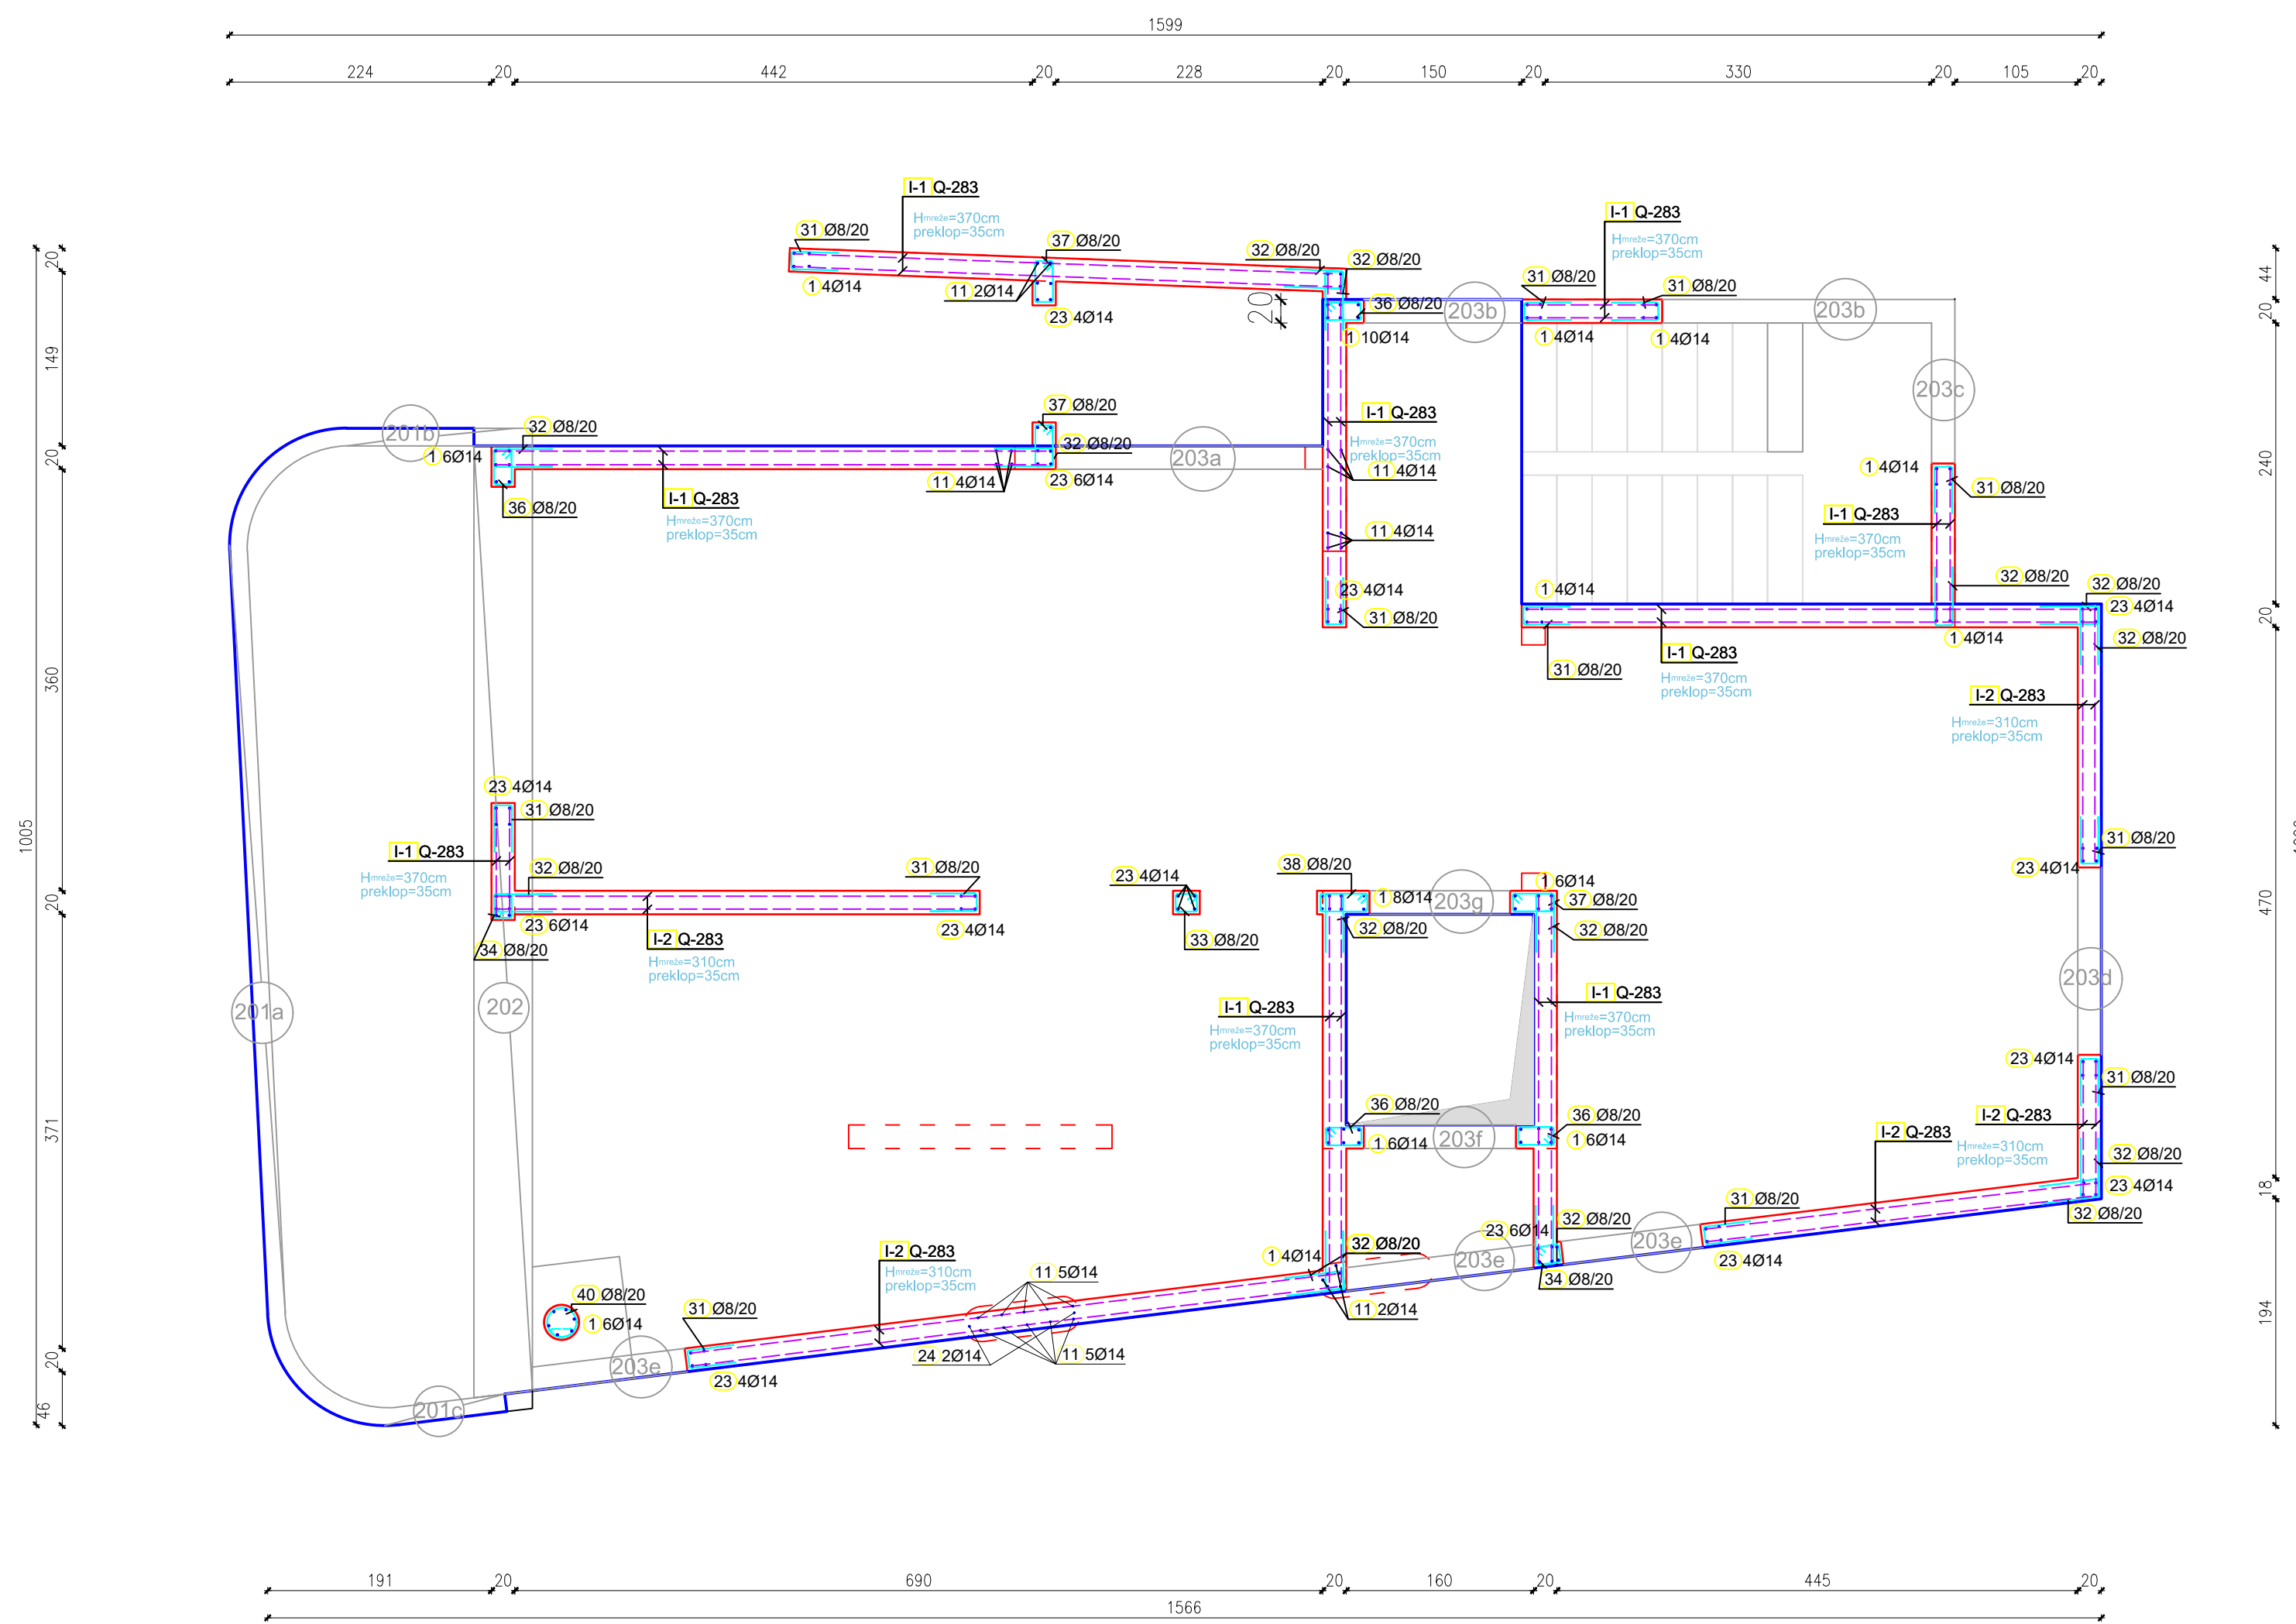 1599
224 20 442 20 228 20 150 20 330 20 105 20
I-1 Q-283
Hmreže=370cm
preklop=35cm
31 Ø8/20
1 4Ø14
37 Ø8/20
11 2Ø14
23 4Ø14
32 Ø8/20
32 Ø8/20
36 Ø8/20
1 10Ø14
20
203b
I-1 Q-283
Hmreže=370cm
preklop=35cm
31 Ø8/20
31 Ø8/20
1 4Ø14
1 4Ø14
203b
203c
20
149
20
360
20
371
20
46
1005
44
20
240
20
470
18
194
201b
32 Ø8/20
1 6Ø14
36 Ø8/20
I-1 Q-283
Hmreže=370cm
preklop=35cm
37 Ø8/20
32 Ø8/20
11 4Ø14
23 6Ø14
203a
I-1 Q-283
Hmreže=370cm
preklop=35cm
11 4Ø14
11 4Ø14
23 4Ø14
31 Ø8/20
1 4Ø14
31 Ø8/20
I-1 Q-283
Hmreže=370cm
preklop=35cm
32 Ø8/20
32 Ø8/20
23 4Ø14
1 4Ø14
1 4Ø14
32 Ø8/20
31 Ø8/20
I-1 Q-283
Hmreže=370cm
preklop=35cm
I-2 Q-283
Hmreže=310cm
preklop=35cm
31 Ø8/20
23 4Ø14
23 4Ø14
31 Ø8/20
I-1 Q-283
Hmreže=370cm
preklop=35cm
32 Ø8/20
23 6Ø14
34 Ø8/20
I-2 Q-283
Hmreže=310cm
preklop=35cm
31 Ø8/20
23 4Ø14
23 4Ø14
33 Ø8/20
38 Ø8/20
1 8Ø14
32 Ø8/20
203g
1 6Ø14
37 Ø8/20
32 Ø8/20
I-1 Q-283
Hmreže=370cm
preklop=35cm
I-1 Q-283
Hmreže=370cm
preklop=35cm
203d
201a
202
36 Ø8/20
1 6Ø14
203f
36 Ø8/20
1 6Ø14
23 4Ø14
31 Ø8/20
I-2 Q-283
Hmreže=310cm
preklop=35cm
I-2 Q-283
32 Ø8/20
23 4Ø14
32 Ø8/20
31 Ø8/20
203e
23 4Ø14
32 Ø8/20
23 6Ø14
203e
34 Ø8/20
32 Ø8/20
1 4Ø14
11 2Ø14
I-2 Q-283
Hmreže=310cm
preklop=35cm
11 5Ø14
24 2Ø14
11 5Ø14
40 Ø8/20
1 6Ø14
31 Ø8/20
203e
23 4Ø14
201c
191 20 690 20 160 20 445 20
1566